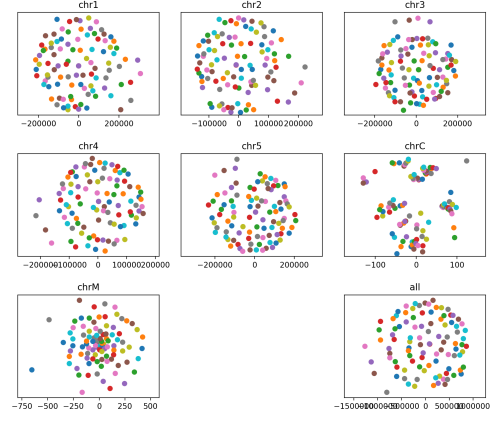 chr1 chr2 chr3
−200000 0 200000 −100000 0 100000 200000 −200000 0 200000
chr4 chr5 chrC
−200000 −100000 0 100000 200000 −200000 0 200000 −100 0 100
chrM all
−750 −500 −250 0 250 500 −1500000 −1000000 −500000 0 500000 1000000